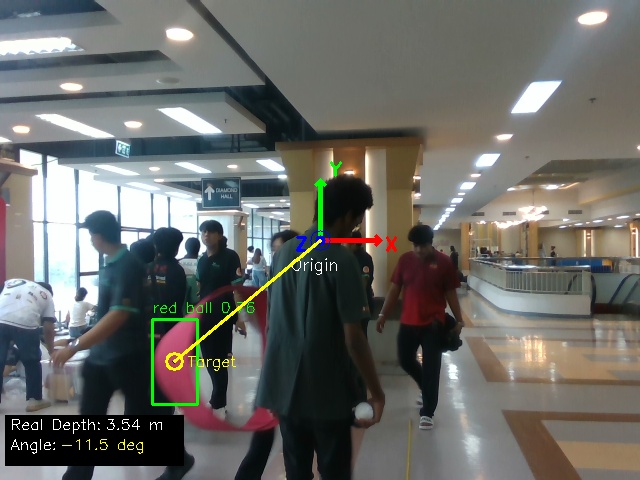 DIAMOND
HALL
Y
Z
X
Origin
red ball 0.76
Target
Real Depth: 3.54 m
Angle: -11.5 deg